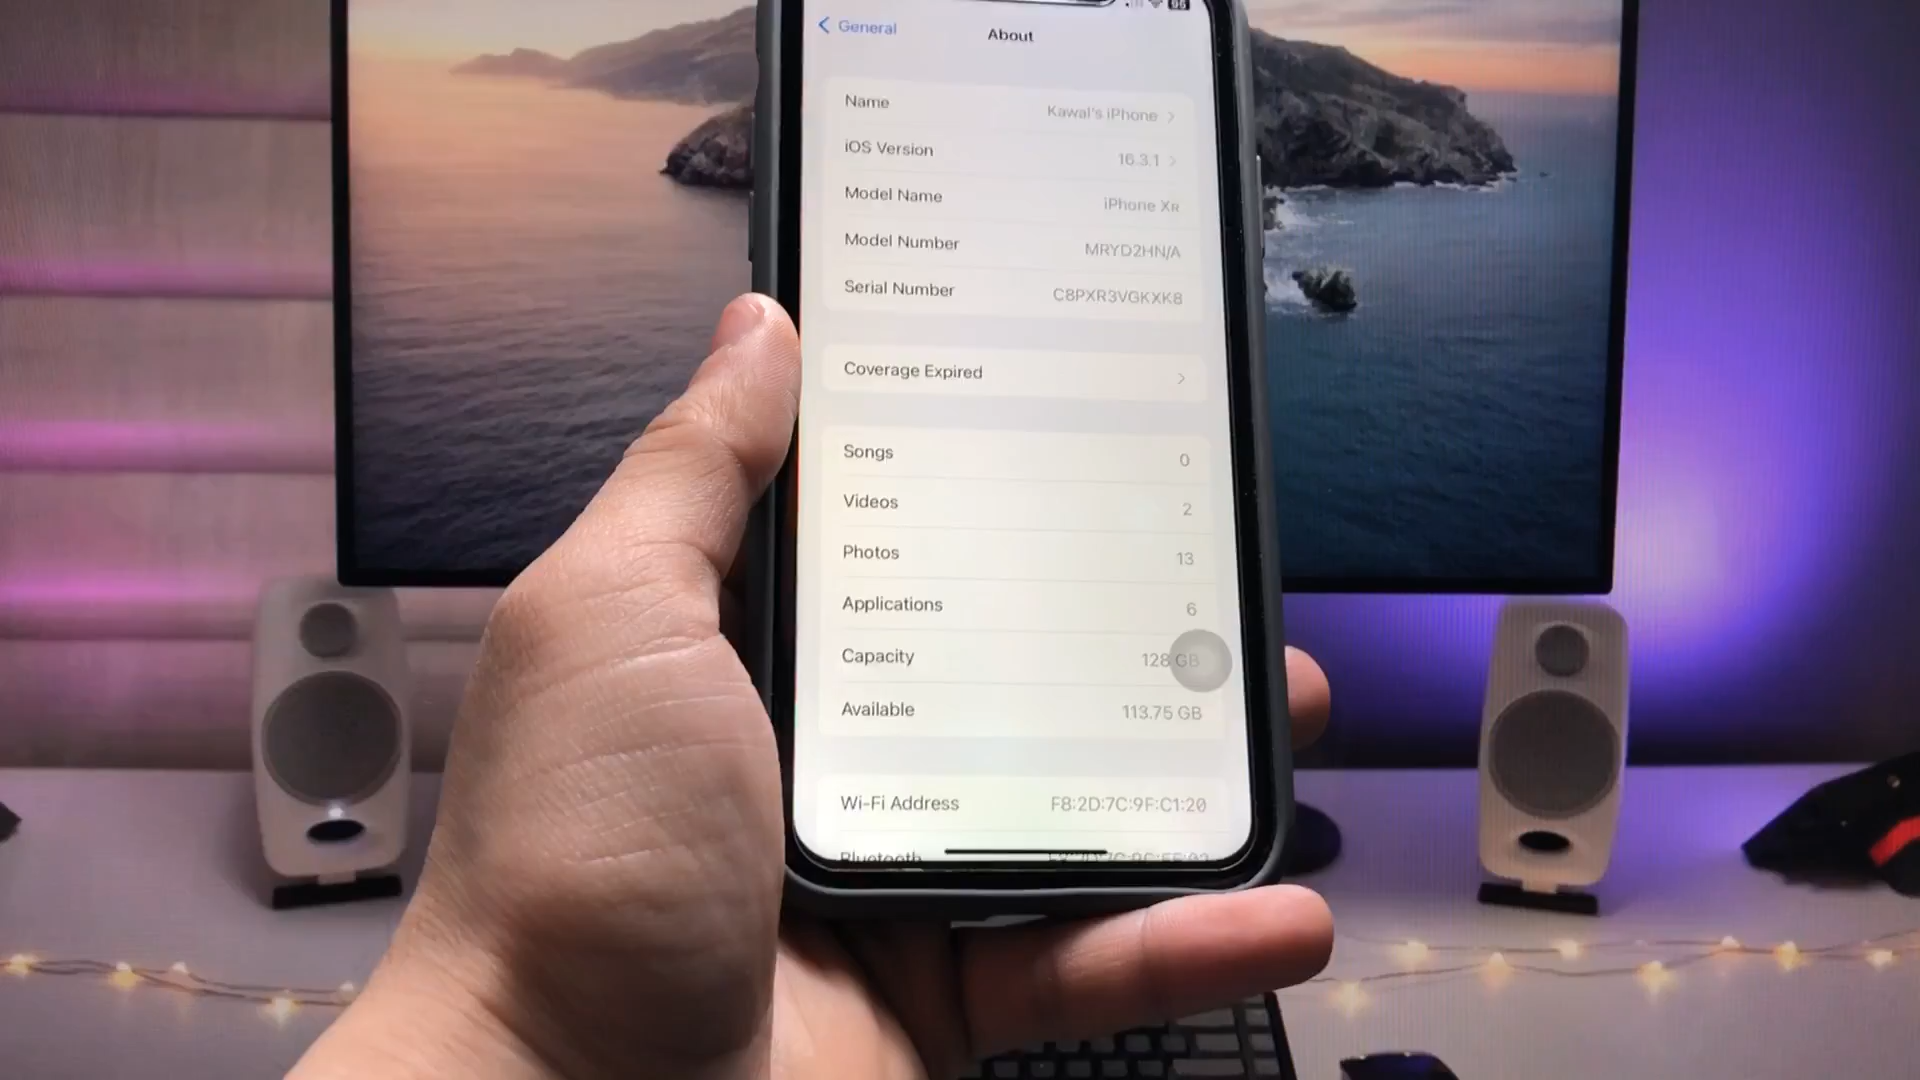 General
About
Name Kawal's iPhone
iOS Version 16.3.1
Model Name iPhone XR
Model Number MRYD2HN/A
Serial Number C8PXR3VGKXK8
Coverage Expired
Songs 0
Videos 2
Photos 13
Applications 6
Capacity 128 GB
Available 113.75 GB
Wi-Fi Address F8:2D:7C:9F:C1:20
Bluetooth